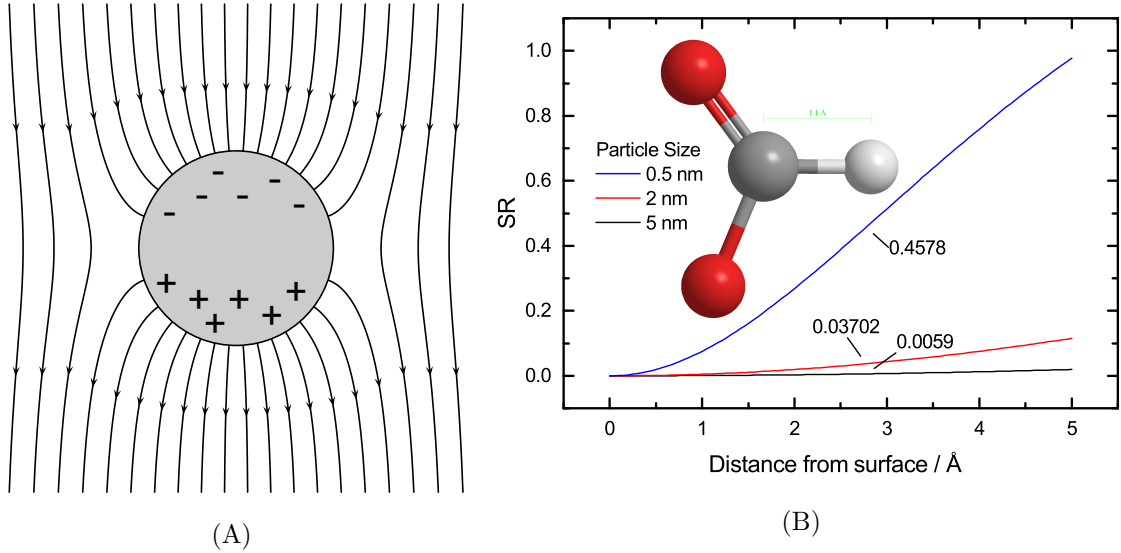 (A)
1.0
0.8
0.6
0.4
0.2
0.0
SR
Particle Size
0.5 nm
2 nm
5 nm
0.4578
0.03702
0.0059
0 1 2 3 4 5
Distance from surface / Å
(B)